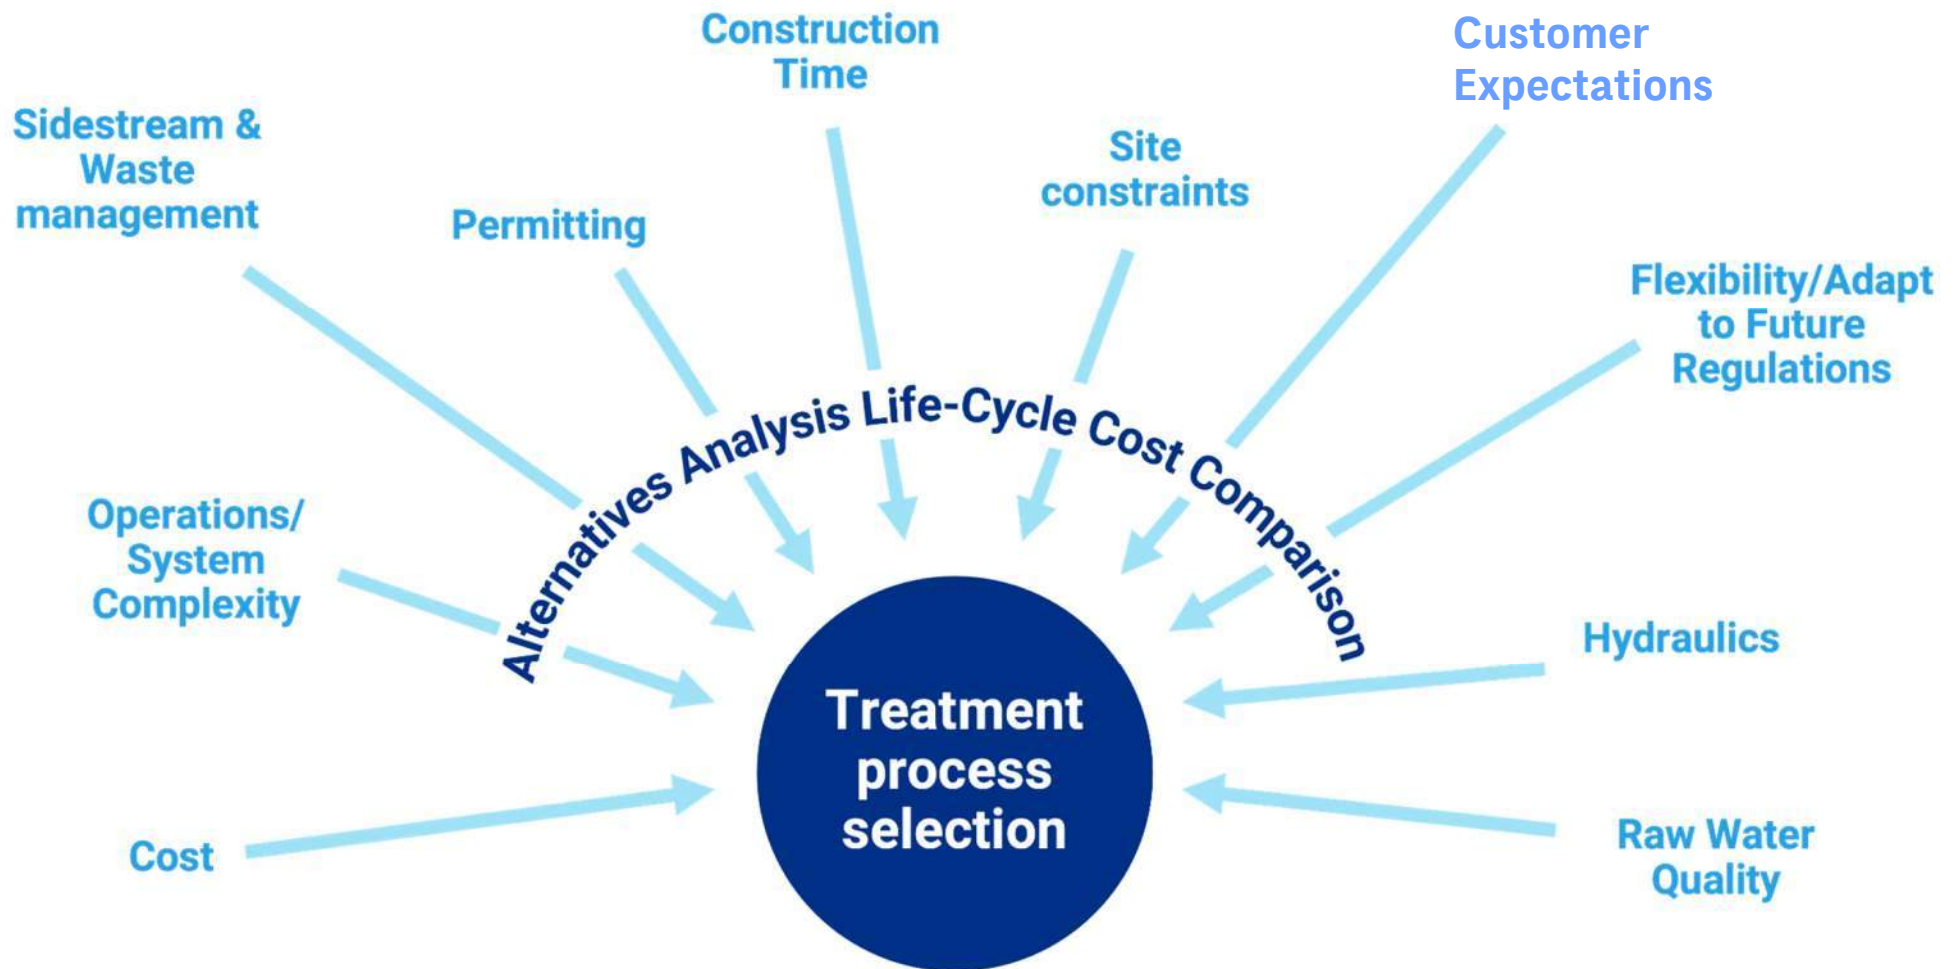 Construction
Time
Customer
Expectations
Sidestream &
Waste
management
Permitting
Site
constraints
Flexibility/Adapt
to Future
Regulations
Alternatives Analysis Life-Cycle Cost Comparison
Operations/
System
Complexity
Hydraulics
Treatment
process
selection
Cost
Raw Water
Quality